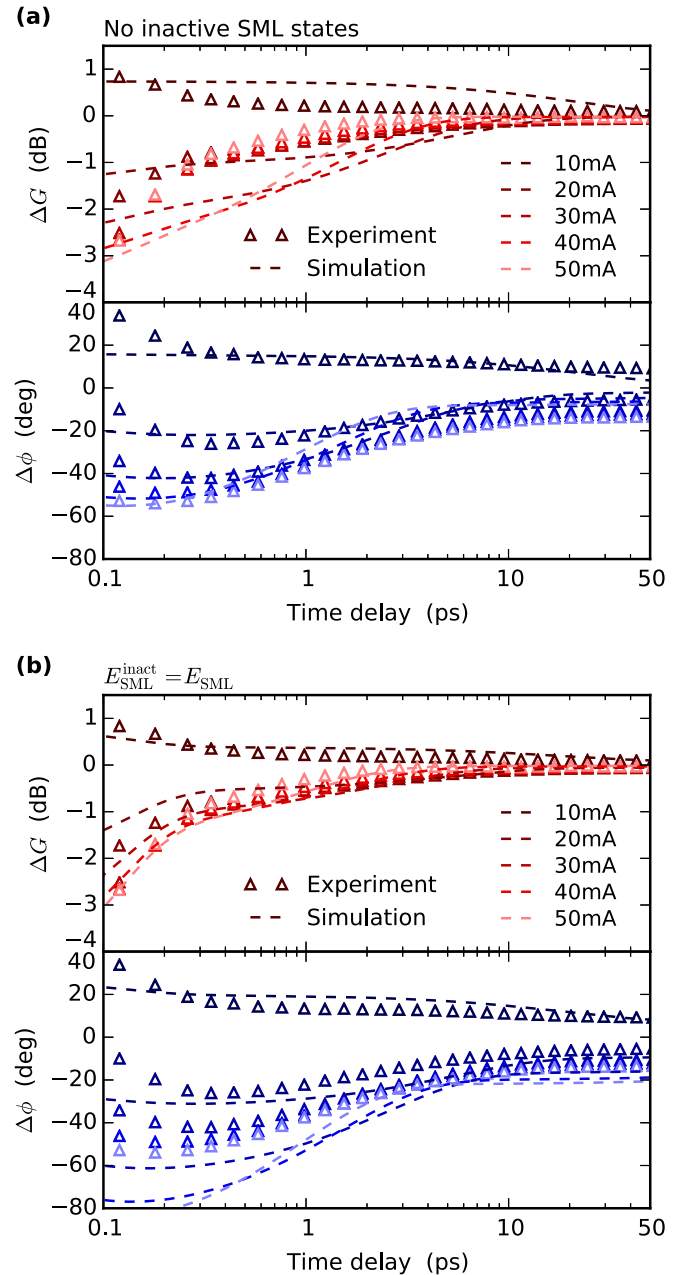 (a)
No inactive SML states
1
0
−1
−2
−3
−4
ΔG (dB)
Experiment
Simulation
10mA
20mA
30mA
40mA
50mA
40
20
0
−20
−40
−60
−80
Δϕ (deg)
0.1
1
10
50
Time delay (ps)
(b)
E_SML^inact = E_SML
1
0
−1
−2
−3
−4
ΔG (dB)
Experiment
Simulation
10mA
20mA
30mA
40mA
50mA
40
20
0
−20
−40
−60
−80
Δϕ (deg)
0.1
1
10
50
Time delay (ps)